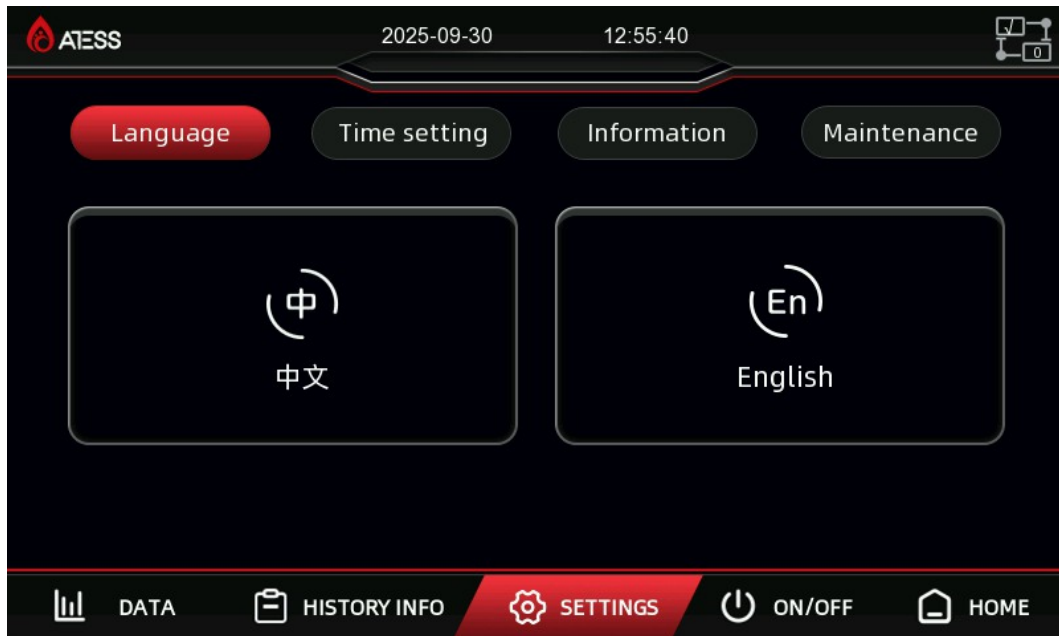 ATESS 2025-09-30 12:55:40
0
Language Time setting Information Maintenance
中 En
中文 English
DATA HISTORY INFO SETTINGS ON/OFF HOME